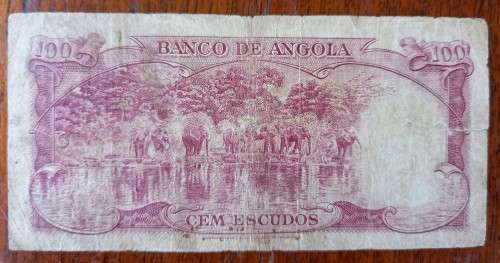 100 BANCO DE ANGOLA 100
CEM ESCUDOS